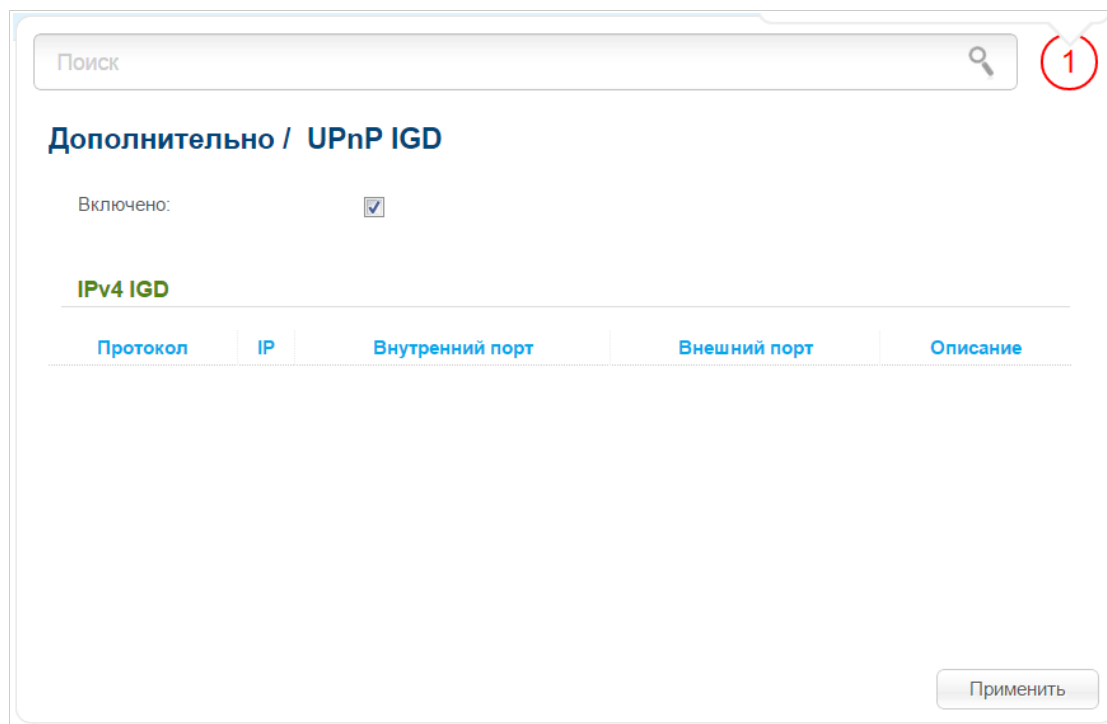 Поиск
1
Дополнительно / UPnP IGD
Включено:
IPv4 IGD
Протокол IP Внутренний порт Внешний порт Описание
Применить